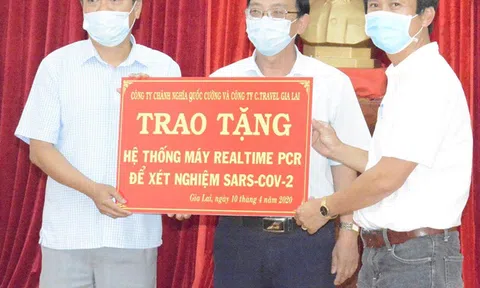 CÔNG TY CHÁNH NGHĨA QUỐC CƯỜNG VÀ CÔNG TY C.TRAVEL GIA LAI
TRAO TẶNG
HỆ THỐNG MÁY REALTIME PCR
ĐỂ XÉT NGHIỆM SARS-COV-2
Gia Lai, ngày 10 tháng 4 năm 2020